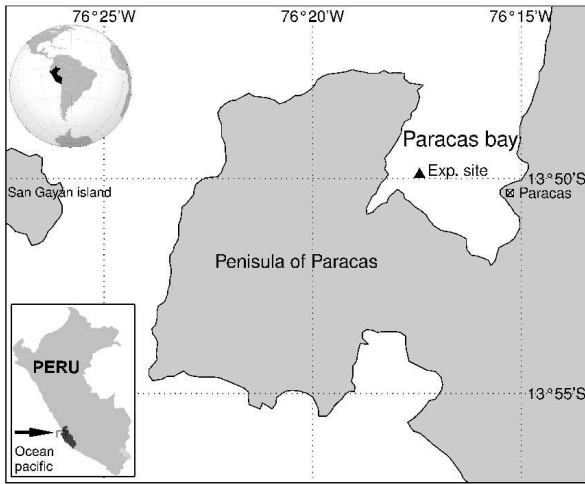 76°25'W
76°20'W
76°15'W
Paracas bay
Exp. site
13°50'S
San Gayan island
Paracas
Penisula of Paracas
PERU
13°55'S
Ocean
pacific